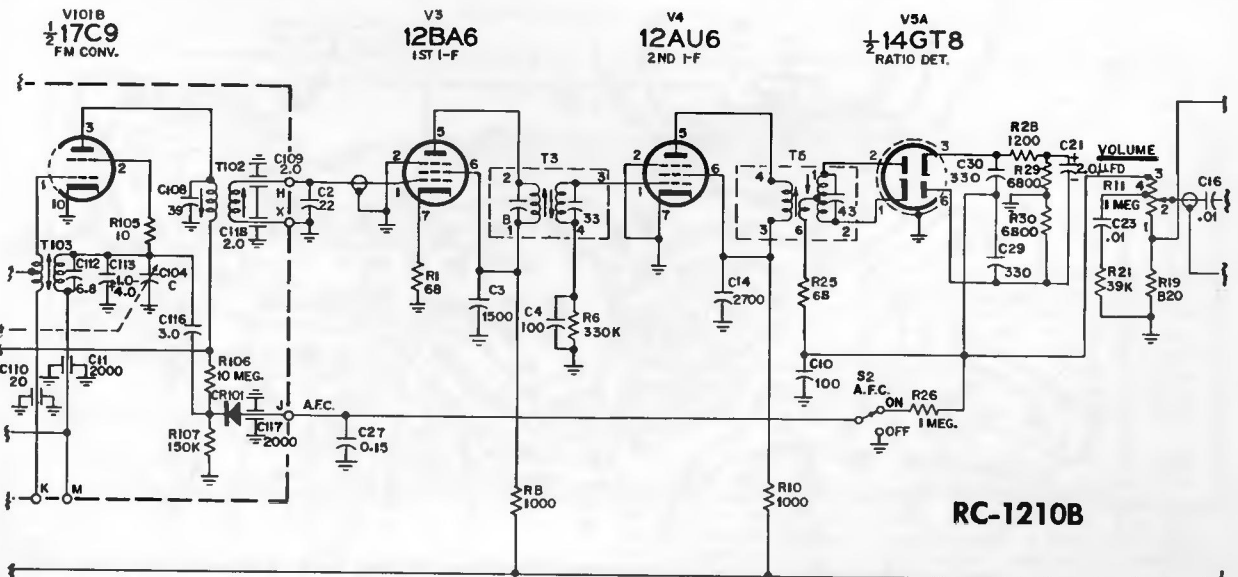 V101B
½17C9
FM CONV.
V3
12BA6
1ST I-F
V4
12AU6
2ND I-F
V5A
½14GT8
RATIO DET.
3
2
1
10
C108
39
T102
C109
2.0
H
X
C118
2.0
C2
22
R105
10
T103
C112
6.8
C113
1.0-
4.0
C104
C
C116
3.0
C110
20
C11
2000
R106
10 MEG.
CR101
J
A.F.C.
C117
2000
R107
150K
C27
0.15
K
M
5
2
1
6
7
R1
68
C3
1500
T3
2
8
1
3
33
4
C4
100
R6
330K
R8
1000
5
2
1
6
7
C14
2700
T5
4
3
1
43
6
2
R25
68
C10
100
R10
1000
2
1
3
6
C30
330
C29
330
R28
1200
R29
6800
R30
6800
C21
+
2.0μFD
−
VOLUME
R11
1 MEG
3
4
2
1
C23
.01
R21
39K
R19
820
C16
.01
S2
A.F.C.
ON
OFF
R26
1 MEG.
RC-1210B